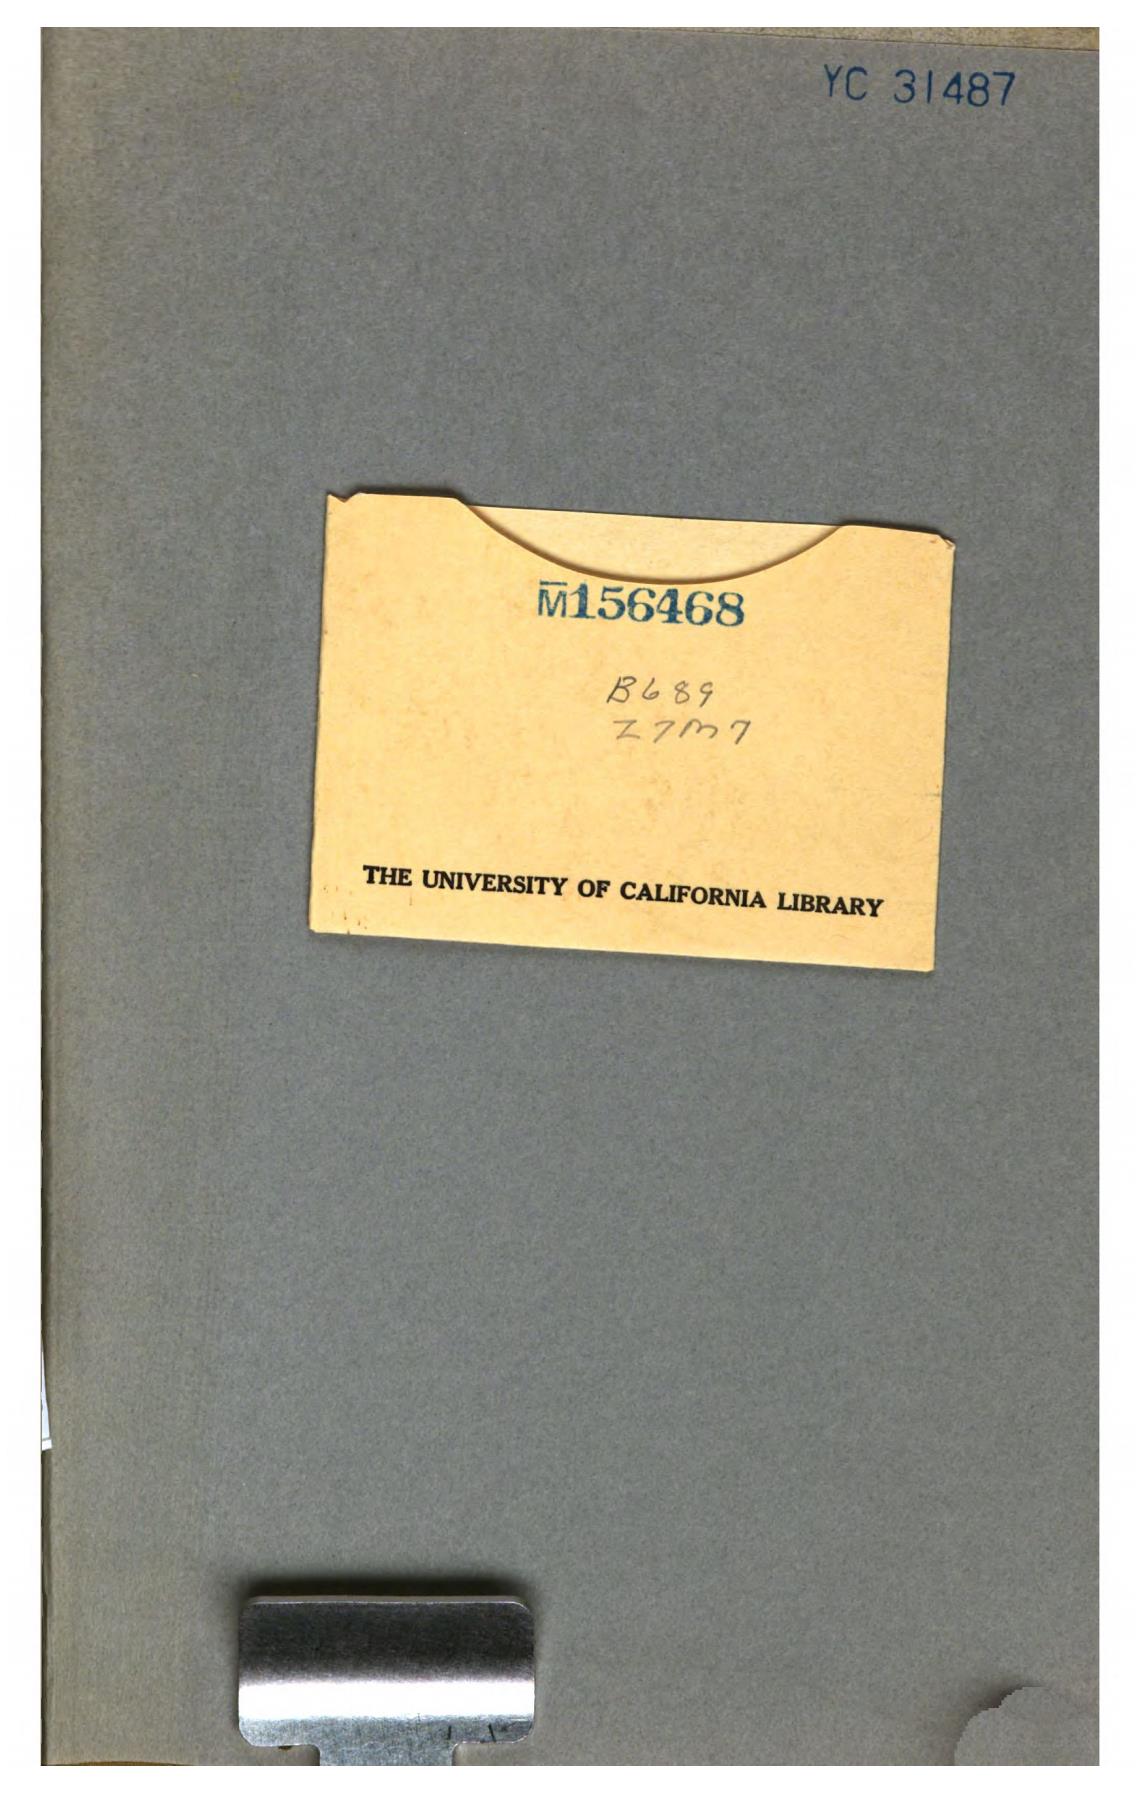 YC 31487
M156468
B689
Z7M7
THE UNIVERSITY OF CALIFORNIA LIBRARY